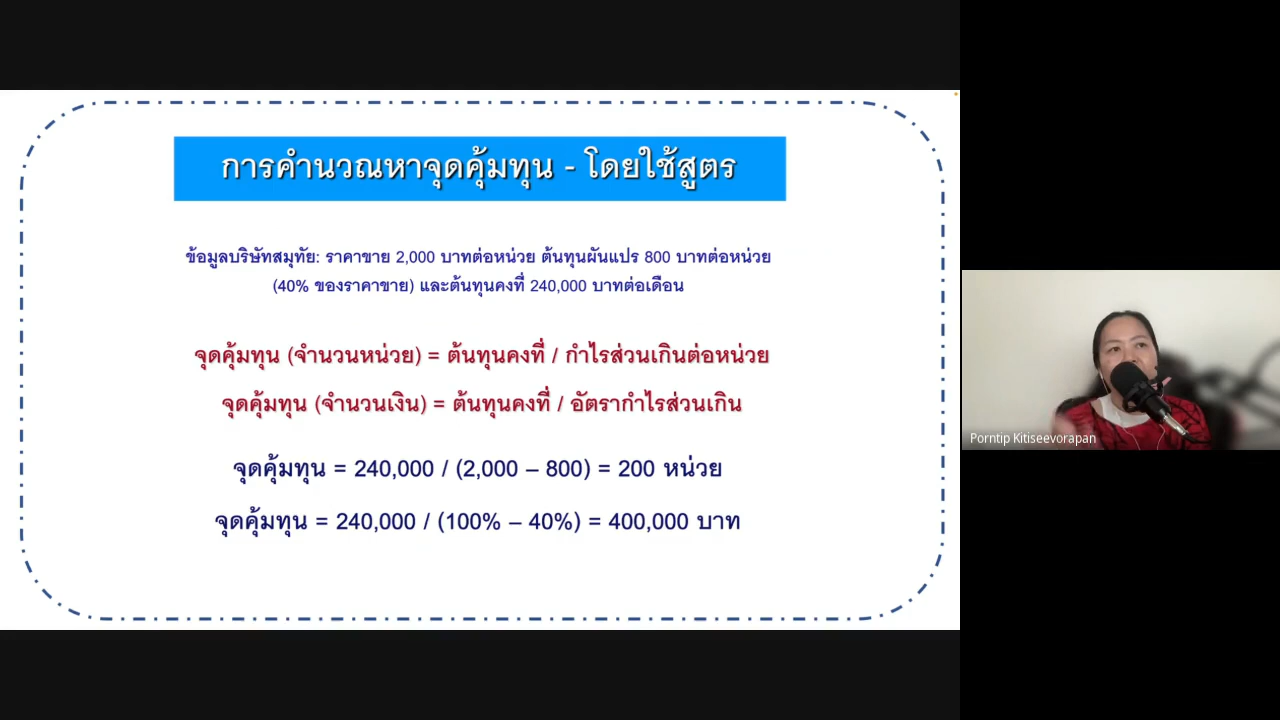 การคำนวณหาจุดคุ้มทุน - โดยใช้สูตร
ข้อมูลบริษัทสมุทัย: ราคาขาย 2,000 บาทต่อหน่วย ต้นทุนผันแปร 800 บาทต่อหน่วย
(40% ของราคาขาย) และต้นทุนคงที่ 240,000 บาทต่อเดือน
จุดคุ้มทุน (จำนวนหน่วย) = ต้นทุนคงที่ / กำไรส่วนเกินต่อหน่วย
จุดคุ้มทุน (จำนวนเงิน) = ต้นทุนคงที่ / อัตรากำไรส่วนเกิน
จุดคุ้มทุน = 240,000 / (2,000 – 800) = 200 หน่วย
จุดคุ้มทุน = 240,000 / (100% – 40%) = 400,000 บาท
Porntip Kitiseevorapan